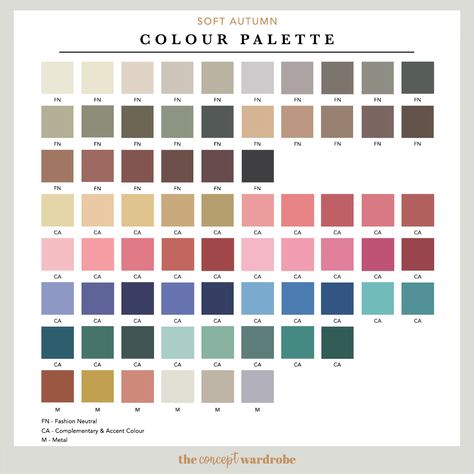 SOFT AUTUMN
COLOUR PALETTE
FN FN FN FN FN FN FN FN FN FN
FN FN FN FN FN FN FN FN FN FN
FN FN FN FN FN FN
CA CA CA CA CA CA CA CA CA CA
CA CA CA CA CA CA CA CA CA CA
CA CA CA CA CA CA CA CA CA CA
CA CA CA CA CA CA CA CA
M M M M M M
FN - Fashion Neutral
CA - Complementary & Accent Colour
M - Metal
the concept wardrobe